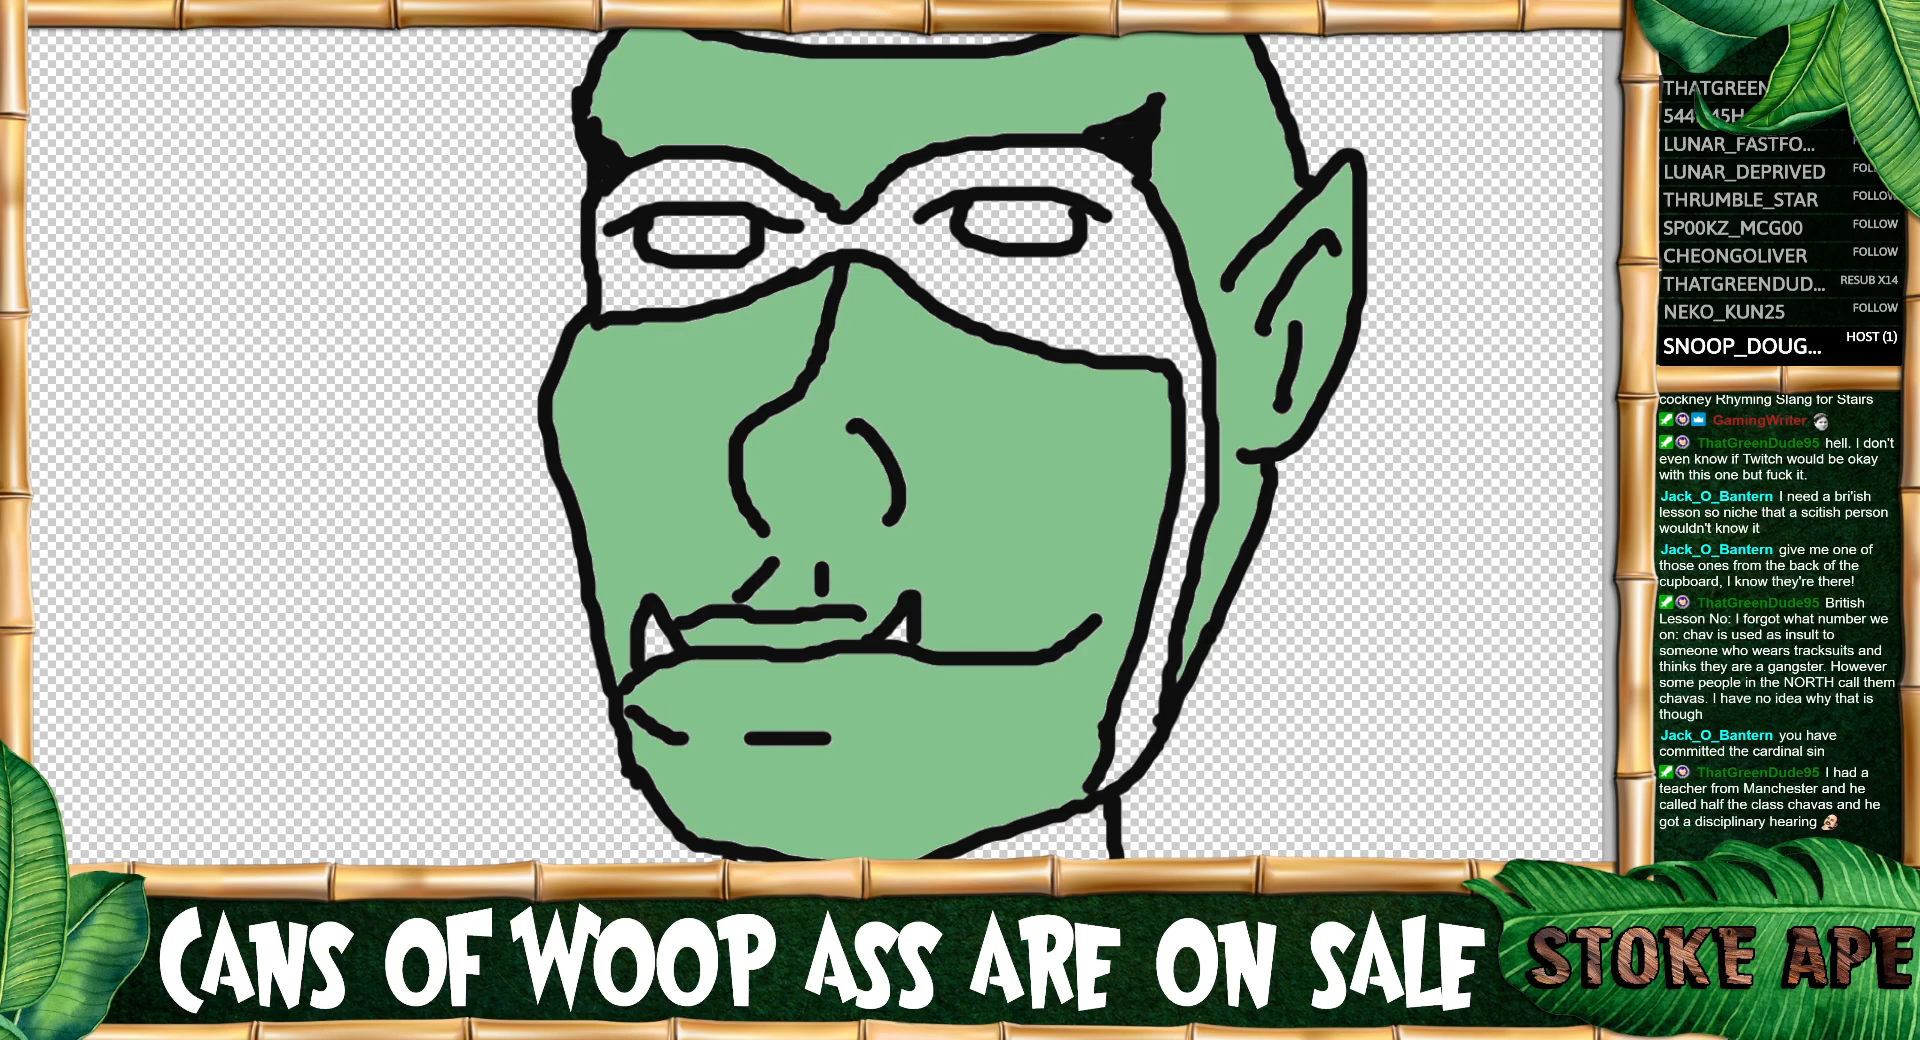 THATGREEN
LUNAR_FASTFO...
LUNAR_DEPRIVED
THRUMBLE_STAR FOLLOW
SP00KZ_MCG00 FOLLOW
CHEONGOLIVER FOLLOW
THATGREENDUD... RESUB X14
NEKO_KUN25 FOLLOW
SNOOP_DOUG... HOST (1)
cockney Rhyming Slang for Stairs
GamingWriter
ThatGreenDude95 hell. I don't
even know if Twitch would be okay
with this one but fuck it.
Jack_O_Bantern I need a bri'ish
lesson so niche that a scitish person
wouldn't know it
Jack_O_Bantern give me one of
those ones from the back of the
cupboard, I know they're there!
ThatGreenDude95 British
Lesson No: I forgot what number we
on: chav is used as insult to
someone who wears tracksuits and
thinks they are a gangster. However
some people in the NORTH call them
chavas. I have no idea why that is
though
Jack_O_Bantern you have
committed the cardinal sin
ThatGreenDude95 I had a
teacher from Manchester and he
called half the class chavas and he
got a disciplinary hearing
CANS OF WOOP ASS ARE ON SALE
STOKE APE